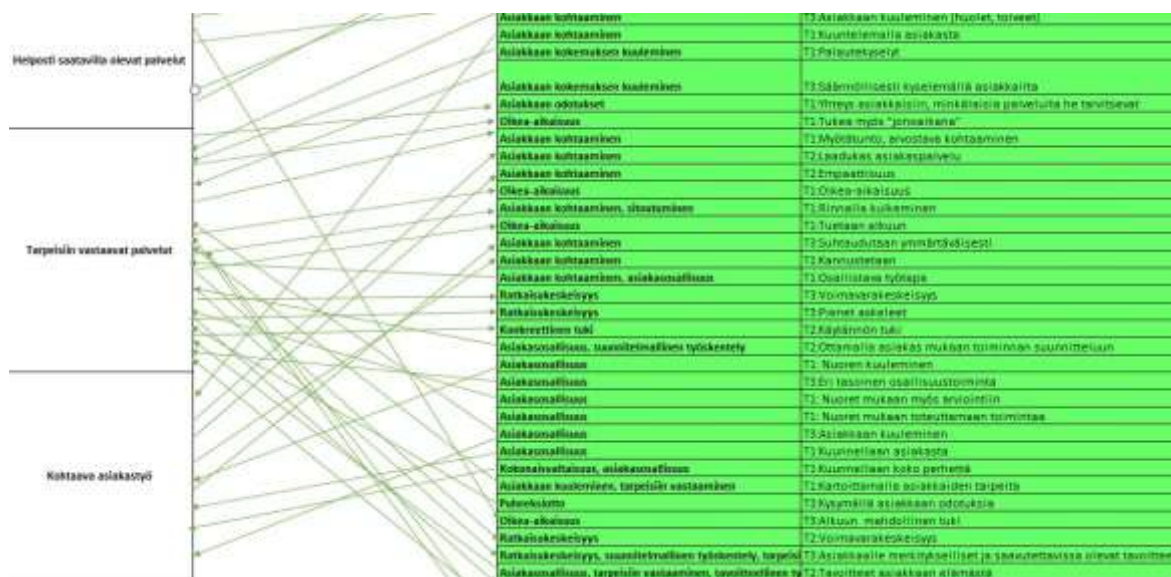 Helposti saatavilla olevat palvelut
Tarpeisiin vastaavat palvelut
Kohtaava asiakastyö
Asiakkaan kohtaaminen T3:Asiakkaan kuuleminen (huolet, toiveet)
Asiakkaan kohtaaminen T1:Kuuntelemalla asiakasta
Asiakkaan kokemuksen kuuleminen T1:Palautekyselyt
Asiakkaan kokemuksen kuuleminen T3:Säännöllisesti kyselemällä asiakkailta
Asiakkaan odotukset T1:Yhteys asiakkaisiin, minkälaisia palveluita he tarvitsevat
Oikea-aikaisuus T1:Tukea myös "jonoaikana"
Asiakkaan kohtaaminen T1:Myötätunto, arvostava kohtaaminen
Asiakkaan kohtaaminen T2:Laadukas asiakaspalvelu
Asiakkaan kohtaaminen T2:Empaattisuus
Oikea-aikaisuus T1:Oikea-aikaisuus
Asiakkaan kohtaaminen, sitoutuminen T1:Rinnalla kulkeminen
Oikea-aikaisuus T1:Tuetaan alkuun
Asiakkaan kohtaaminen T3:Suhtaudutaan ymmärtäväisesti
Asiakkaan kohtaaminen T1:Kannustetaan
Asiakkaan kohtaaminen, asiakasosallisuus T1:Osallistava työtapa
Ratkaisukeskeisyys T3:Voimavarakeskeisyys
Ratkaisukeskeisyys T3:Pienet askeleet
Konkreettinen tuki T2:Käytännön tuki
Asiakasosallisuus, suunnitelmallinen työskentely T2:Ottamalla asiakas mukaan toiminnan suunnitteluun
Asiakasosallisuus T1: Nuoren kuuleminen
Asiakasosallisuus T3:Eri tasoinen osallisuustoiminta
Asiakasosallisuus T1: Nuoret mukaan myös arviointiin
Asiakasosallisuus T1: Nuoret mukaan toteuttamaan toimintaa
Asiakasosallisuus T3:Asiakkaan kuuleminen
Asiakasosallisuus T1:Kuunnellaan asiakasta
Kokonaisvaltaisuus, asiakasosallisuus T1:Kuunnellaan koko perhettä
Asiakkaan kuuleminen, tarpeisiin vastaaminen T1:Kartoittamalla asiakkaiden tarpeita
Puheeksiotto T3:Kysymällä asiakkaan odotuksia
Oikea-aikaisuus T3:Alkuun mahdollinen tuki
Ratkaisukeskeisyys T2:Voimavarakeskeisyys
Ratkaisukeskeisyys, suunnitelmallinen työskentely, tarpeisi T3:Asiakkaalle merkitykselliset ja saavutettavissa olevat tavoittee
Asiakasosallisuus, tarpeisiin vastaaminen, tavoitteellinen ty T2:Tavoitteet asiakkaan elämästä